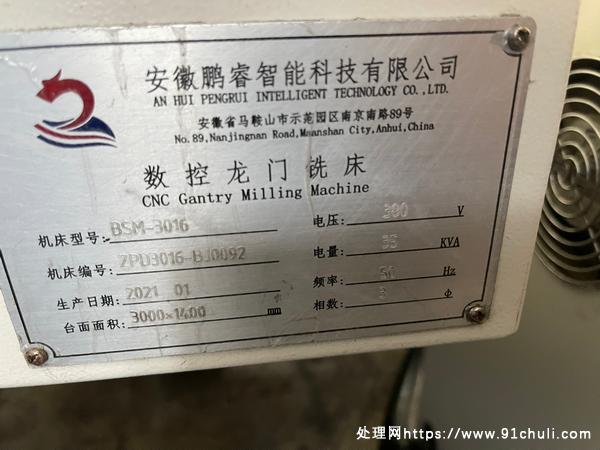 安徽鹏睿智能科技有限公司
AN HUI PENGRUI INTELLIGENT TECHNOLOGY CO.,LTD.
安徽省马鞍山市示范园区南京南路89号
No.89,Nanjingnan Road,Maanshan City,Anhui,China
数控龙门铣床
CNC Gantry Milling Machine
机床型号: BSM-3016 电压: 380 V
机床编号: ZPD3016-BJ0092 电量: 35 KVA
生产日期: 2021 01 频率: 50 Hz
台面面积: 3000×1400 mm 相数: 3 Φ
处理网https://www.91chuli.com/